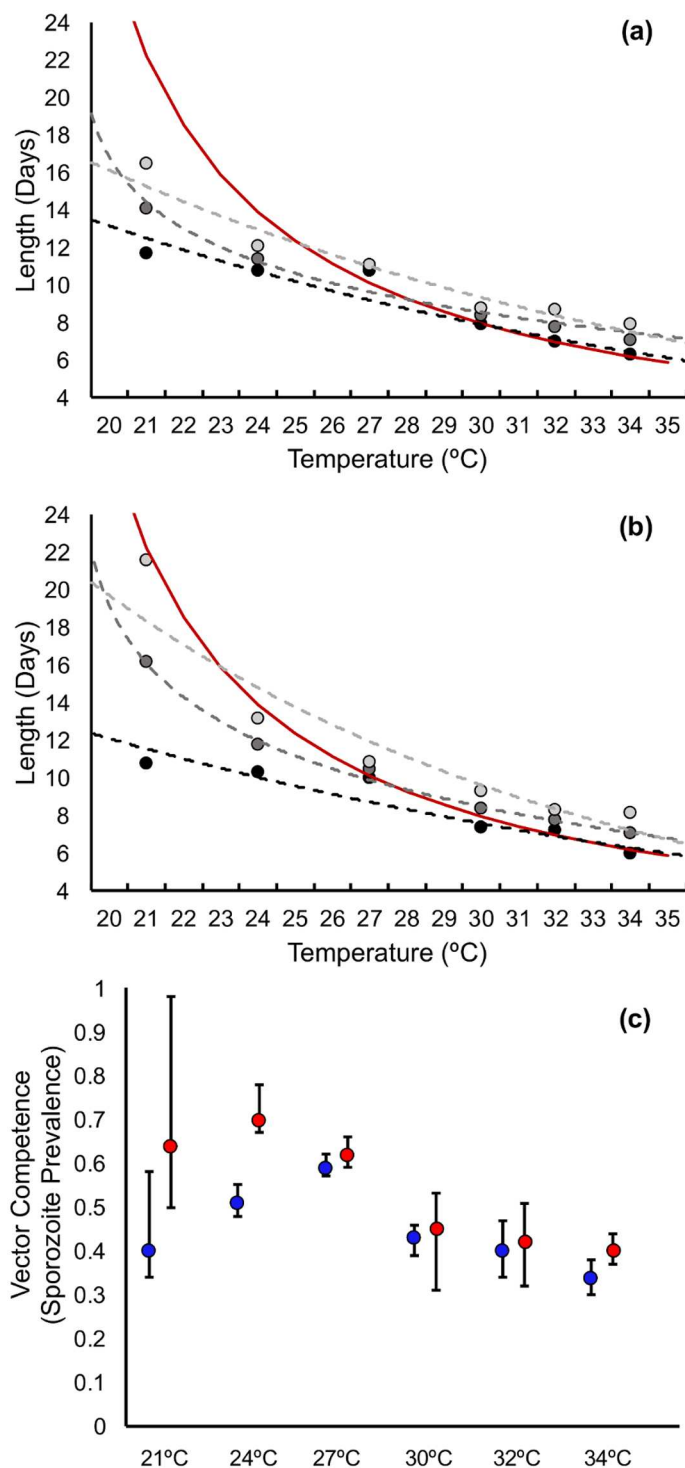 (a)
24
22
20
18
16
14
12
10
8
6
4
Length (Days)
20 21 22 23 24 25 26 27 28 29 30 31 32 33 34 35
Temperature (ºC)
(b)
24
22
20
18
16
14
12
10
8
6
4
Length (Days)
20 21 22 23 24 25 26 27 28 29 30 31 32 33 34 35
Temperature (ºC)
(c)
1
0.9
0.8
0.7
0.6
0.5
0.4
0.3
0.2
0.1
0
Vector Competence
(Sporozoite Prevalence)
21ºC 24ºC 27ºC 30ºC 32ºC 34ºC